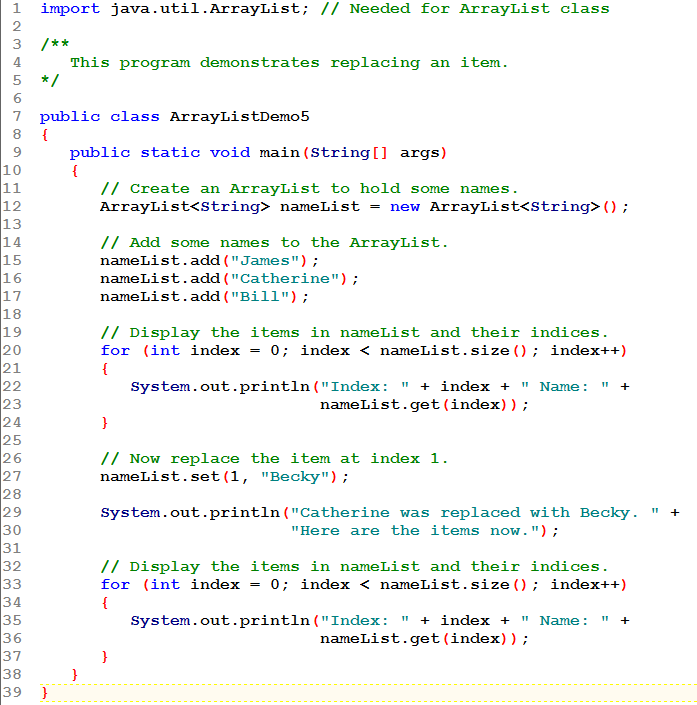 1 import java.util.ArrayList; // Needed for ArrayList class
2
3 /**
4    This program demonstrates replacing an item.
5 */
6
7 public class ArrayListDemo5
8 {
9    public static void main(String[] args)
10    {
11       // Create an ArrayList to hold some names.
12       ArrayList<String> nameList = new ArrayList<String>();
13
14       // Add some names to the ArrayList.
15       nameList.add("James");
16       nameList.add("Catherine");
17       nameList.add("Bill");
18
19       // Display the items in nameList and their indices.
20       for (int index = 0; index < nameList.size(); index++)
21       {
22          System.out.println("Index: " + index + " Name: " +
23                             nameList.get(index));
24       }
25
26       // Now replace the item at index 1.
27       nameList.set(1, "Becky");
28
29       System.out.println("Catherine was replaced with Becky. " +
30                          "Here are the items now.");
31
32       // Display the items in nameList and their indices.
33       for (int index = 0; index < nameList.size(); index++)
34       {
35          System.out.println("Index: " + index + " Name: " +
36                             nameList.get(index));
37       }
38    }
39 }